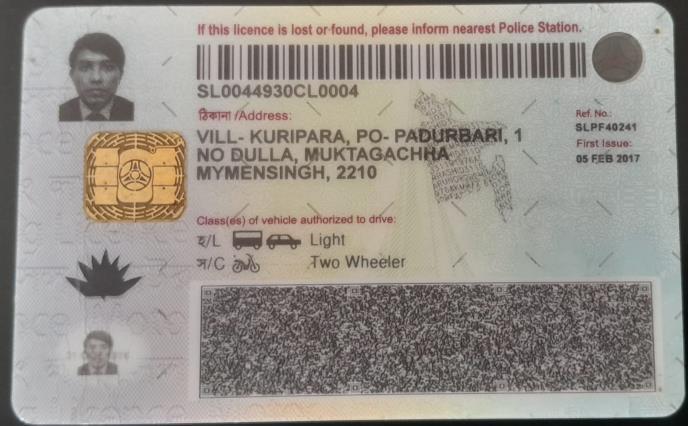 If this licence is lost or found, please inform nearest Police Station.
SL0044930CL0004
ঠিকানা /Address:
VILL- KURIPARA, PO- PADURBARI, 1
NO DULLA, MUKTAGACHHA
MYMENSINGH, 2210
Ref. No.:
SLPF40241
First Issue:
05 FEB 2017
Class(es) of vehicle authorized to drive:
হ/L Light
ম/C Two Wheeler